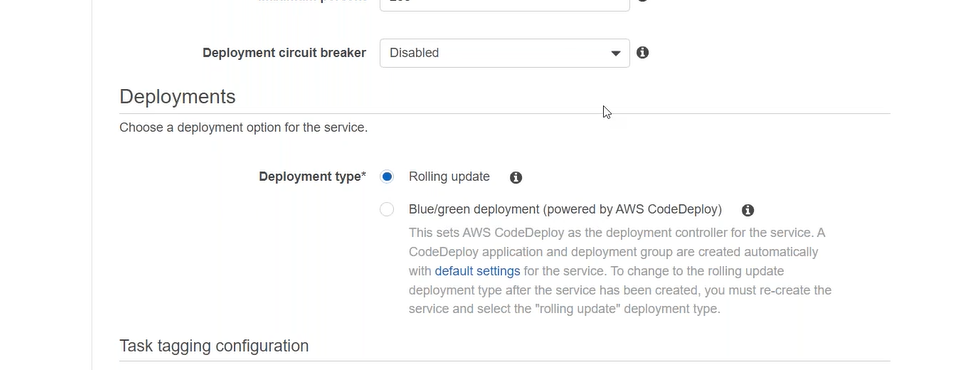 Deployment circuit breaker Disabled
Deployments
Choose a deployment option for the service.
Deployment type* Rolling update
Blue/green deployment (powered by AWS CodeDeploy)
This sets AWS CodeDeploy as the deployment controller for the service. A
CodeDeploy application and deployment group are created automatically
with default settings for the service. To change to the rolling update
deployment type after the service has been created, you must re-create the
service and select the "rolling update" deployment type.
Task tagging configuration